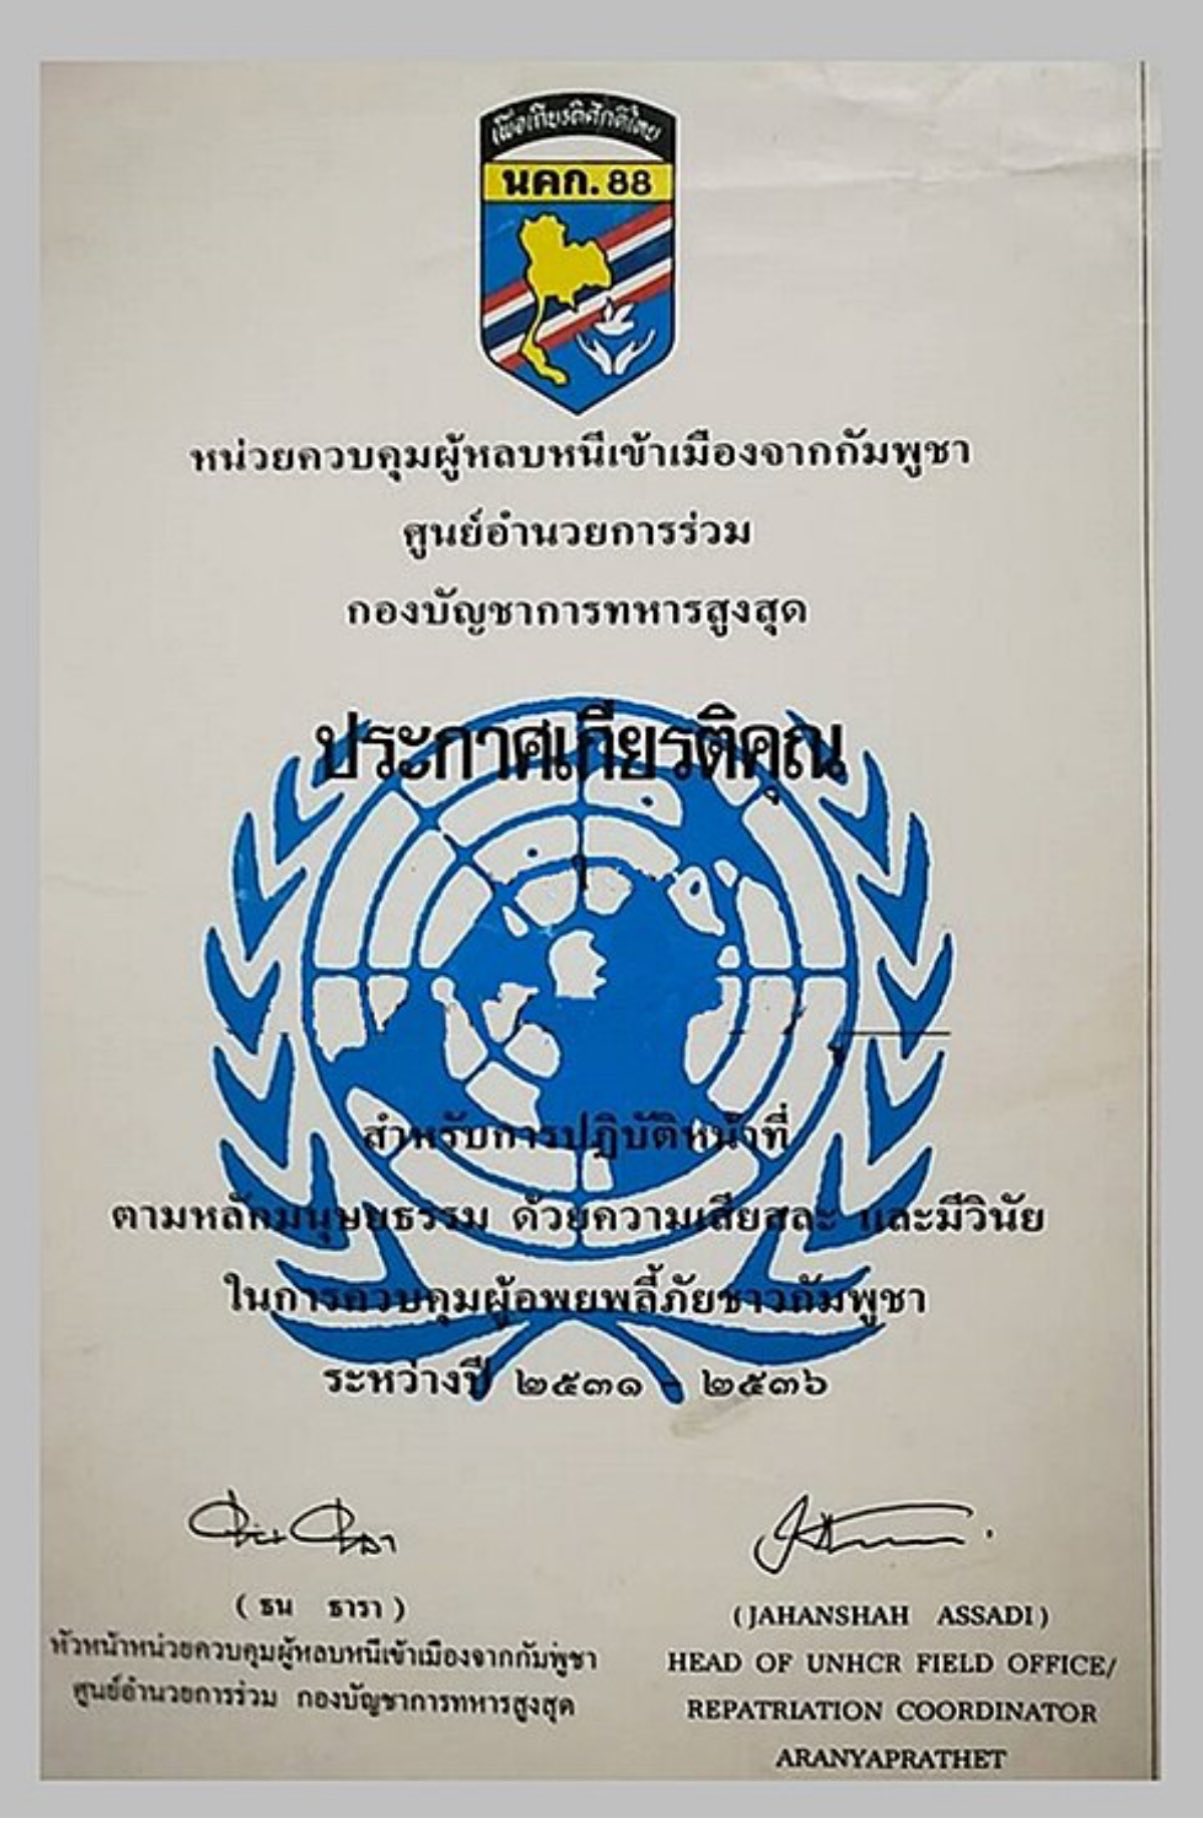 เพื่อเกียรติศักดิ์ไทย
นคก. 88
หน่วยควบคุมผู้หลบหนีเข้าเมืองจากกัมพูชา
ศูนย์อำนวยการร่วม
กองบัญชาการทหารสูงสุด
ประกาศเกียรติคุณ
สำหรับการปฏิบัติหน้าที่
ตามหลักมนุษยธรรม ด้วยความเสียสละ และมีวินัย
ในการควบคุมผู้อพยพลี้ภัยชาวกัมพูชา
ระหว่างปี ๒๕๓๑ - ๒๕๓๖
( ธน ธารา )
หัวหน้าหน่วยควบคุมผู้หลบหนีเข้าเมืองจากกัมพูชา
ศูนย์อำนวยการร่วม กองบัญชาการทหารสูงสุด
(JAHANSHAH ASSADI)
HEAD OF UNHCR FIELD OFFICE/
REPATRIATION COORDINATOR
ARANYAPRATHET